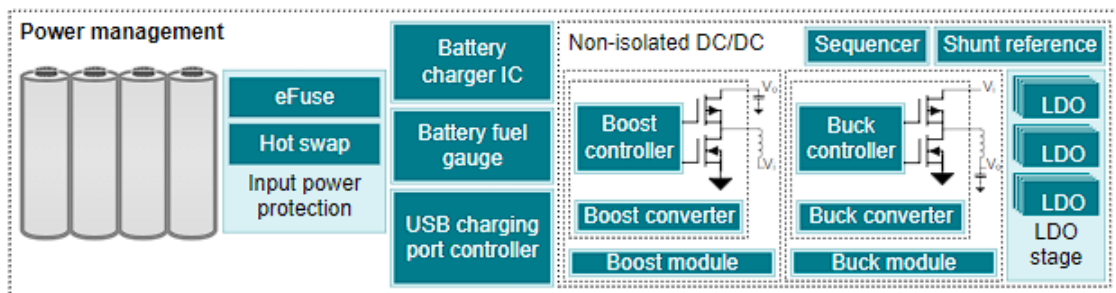 Power management
eFuse
Hot swap
Input power
protection
Battery
charger IC
Battery fuel
gauge
USB charging
port controller
Non-isolated DC/DC
Sequencer
Shunt reference
Boost
controller
Boost converter
Boost module
Buck
controller
Buck converter
Buck module
LDO
LDO
LDO
LDO
stage